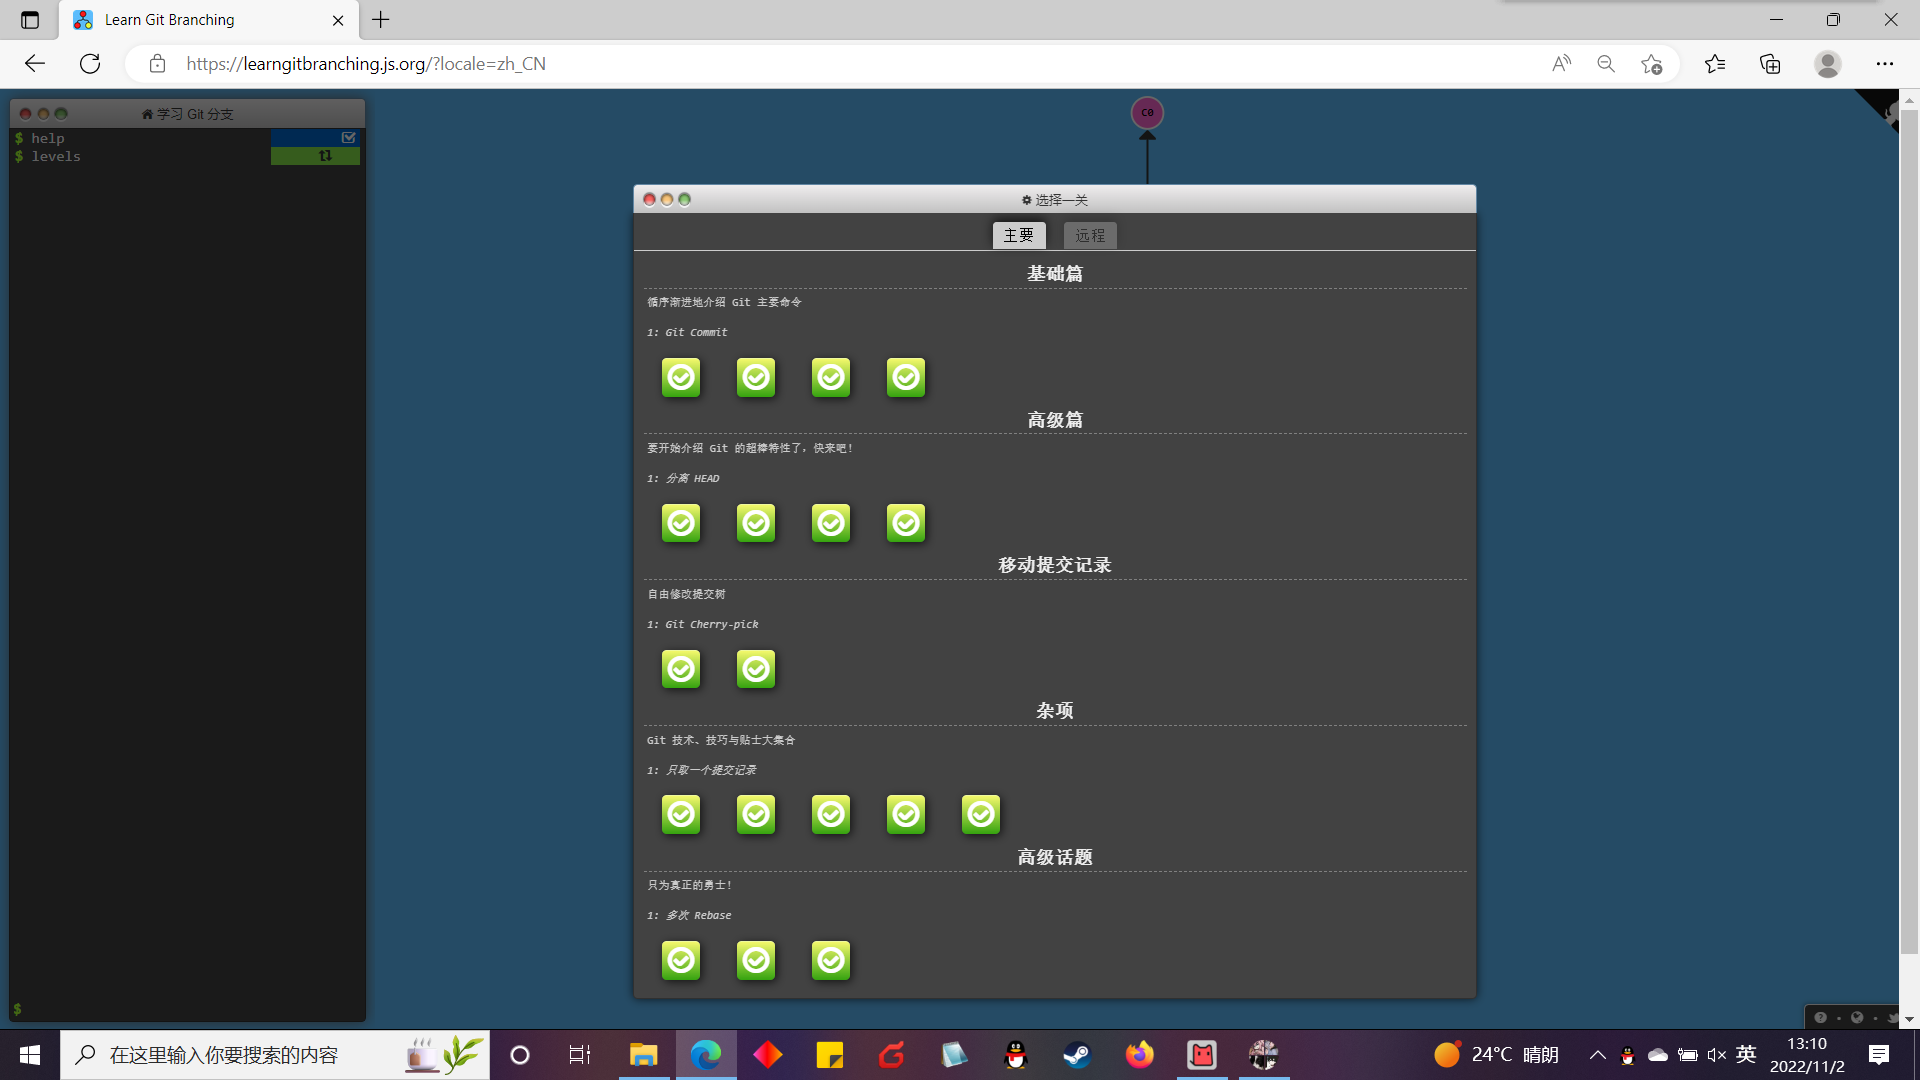 Learn Git Branching
https://learngitbranching.js.org/?locale=zh_CN
学习 Git 分支
$ help
$ levels
$
C0
选择一关
主要 远程
基础篇
循序渐进地介绍 Git 主要命令
1: Git Commit
高级篇
要开始介绍 Git 的超棒特性了，快来吧！
1: 分离 HEAD
移动提交记录
自由修改提交树
1: Git Cherry-pick
杂项
Git 技术、技巧与贴士大集合
1: 只取一个提交记录
高级话题
只为真正的勇士！
1: 多次 Rebase
在这里输入你要搜索的内容
24°C 晴朗
英
13:10
2022/11/2